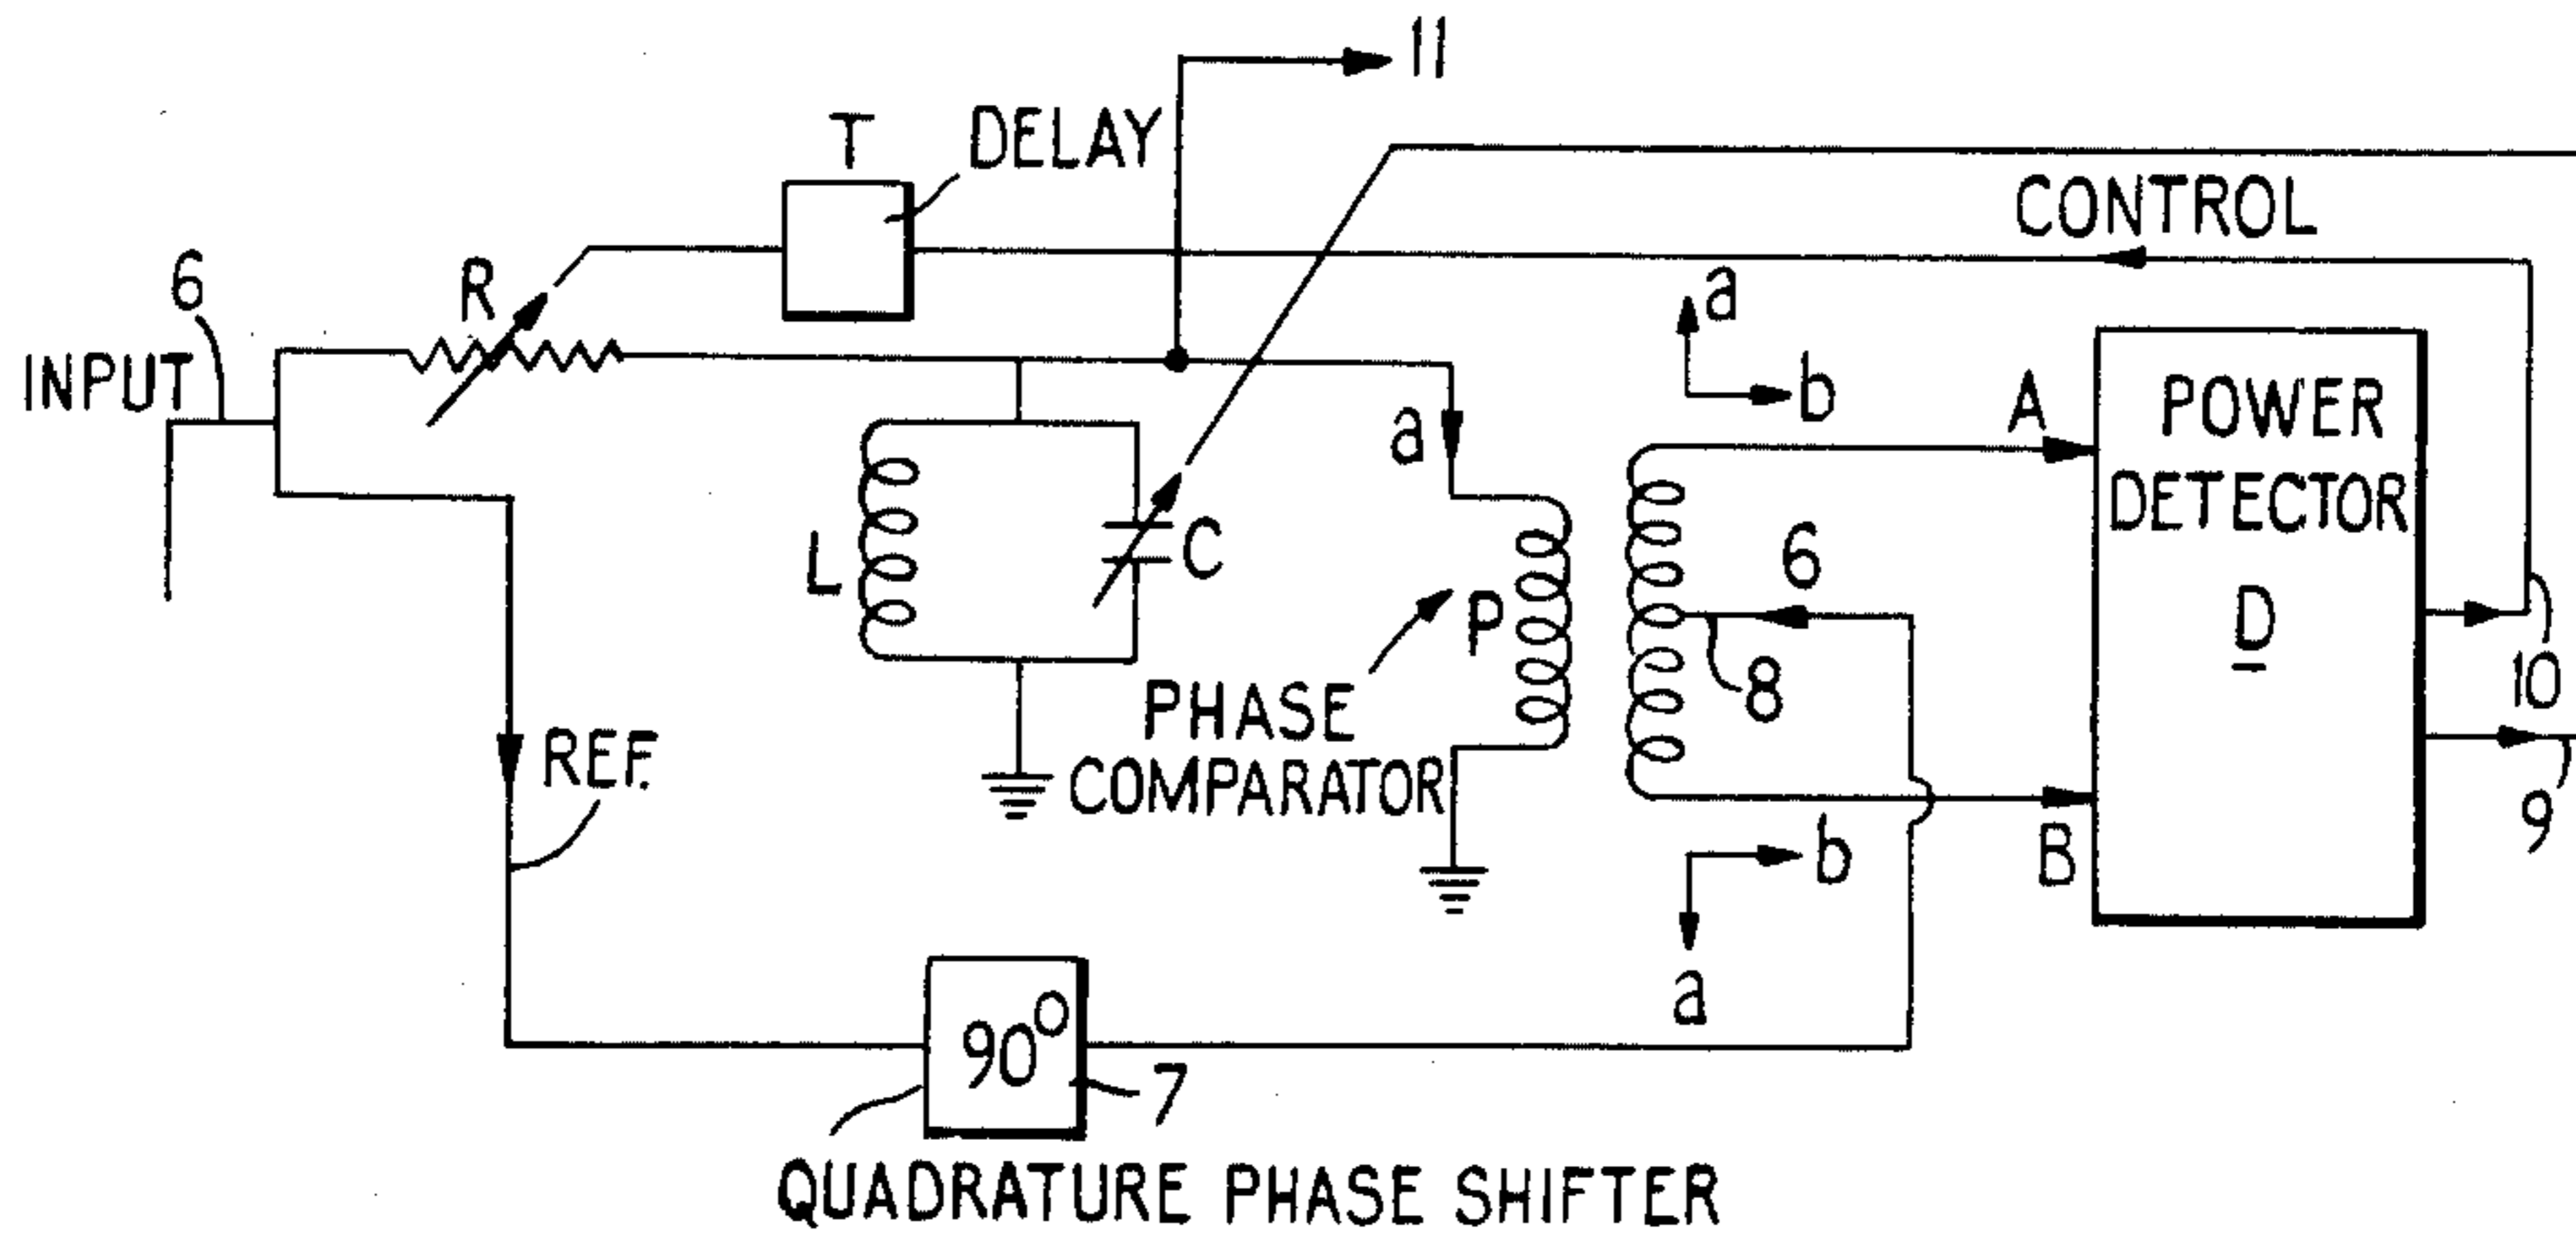 11
T
DELAY
CONTROL
6
R
a
INPUT
b
A
a
POWER
DETECTOR
D
L
C
P
6
8
10
PHASE
COMPARATOR
REF.
9
b
B
a
90°
7
QUADRATURE PHASE SHIFTER